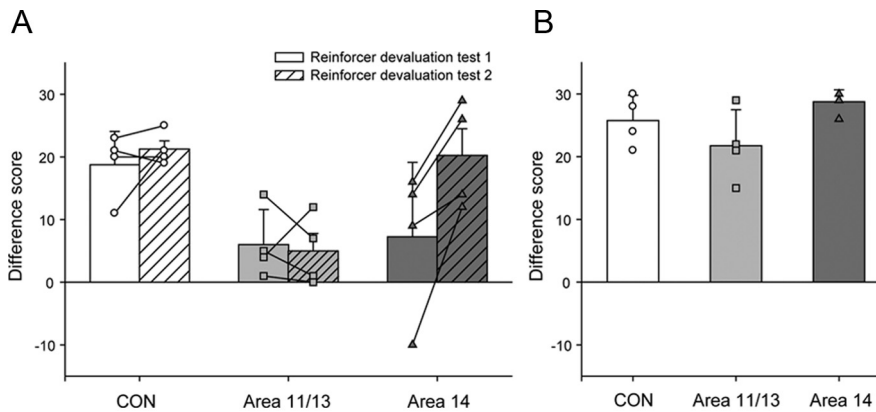 A
B
Reinforcer devaluation test 1
Reinforcer devaluation test 2
Difference score
30
20
10
0
-10
CON
Area 11/13
Area 14
Difference score
30
20
10
0
-10
CON
Area 11/13
Area 14